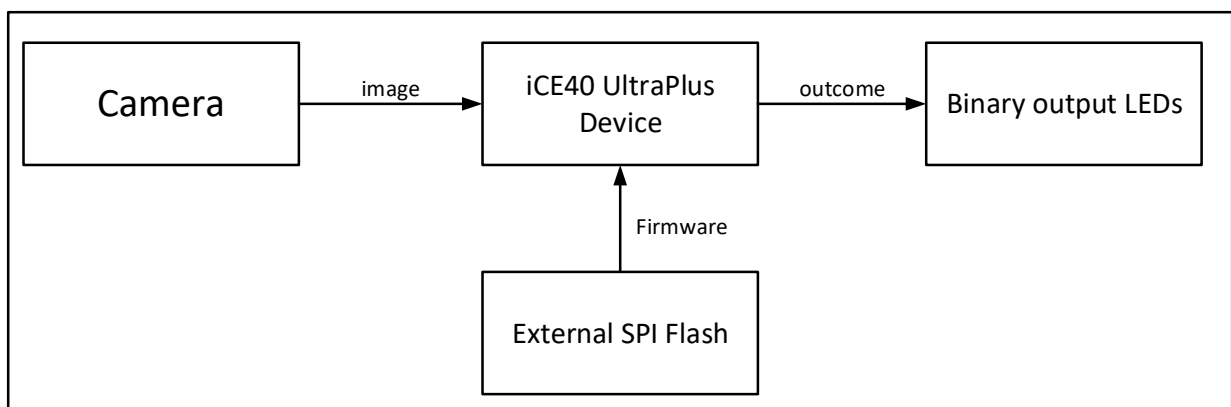 Camera
image
iCE40 UltraPlus
Device
outcome
Binary output LEDs
Firmware
External SPI Flash